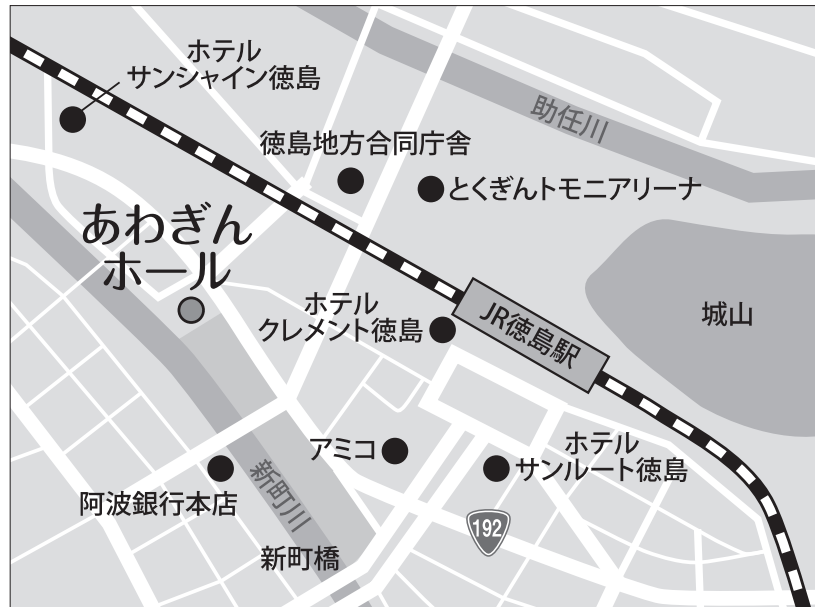 ホテル
サンシャイン徳島
助任川
徳島地方合同庁舎
とくぎんトモニアリーナ
あわぎん
ホール
ホテル
クレメント徳島
JR徳島駅
城山
アミコ
ホテル
サンルート徳島
阿波銀行本店
新町川
192
新町橋